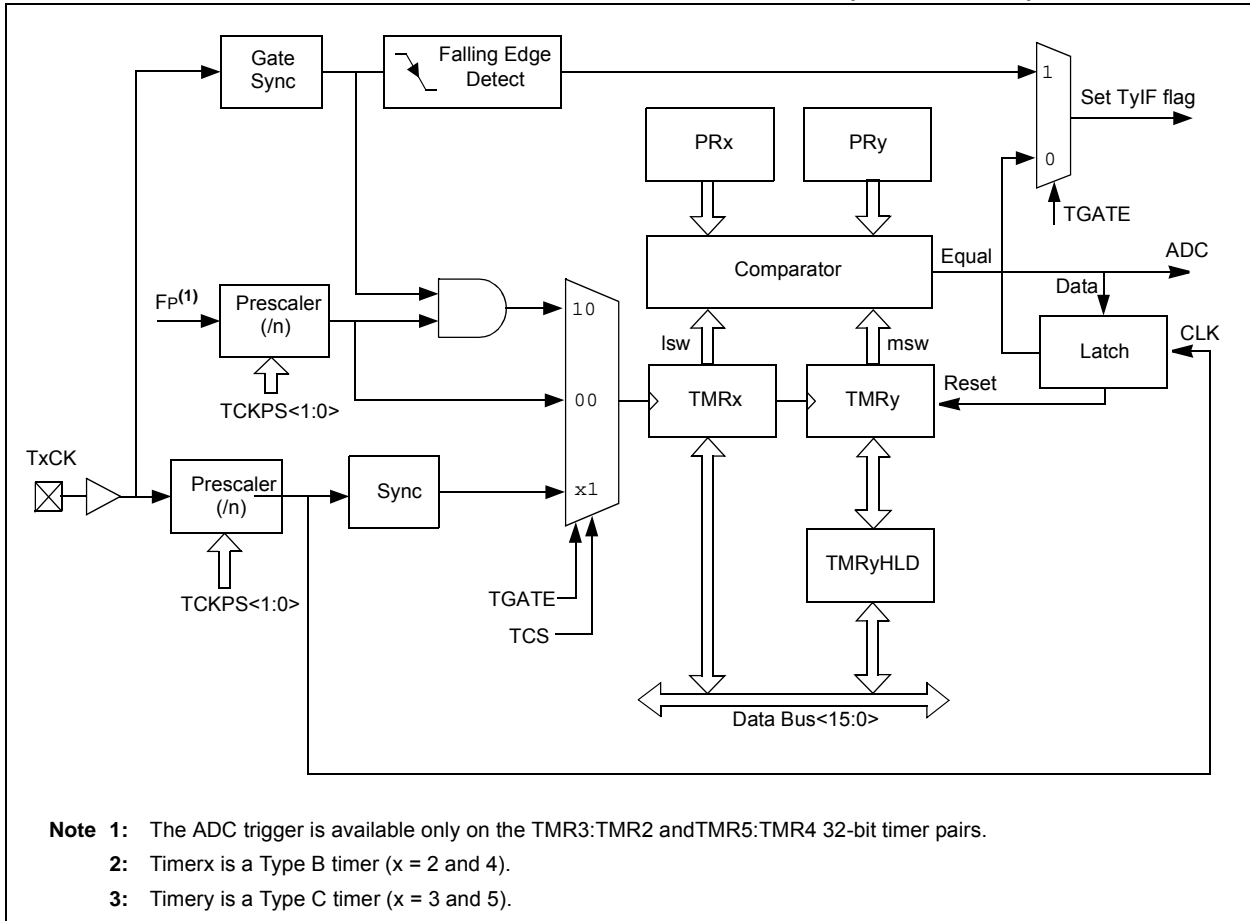 Gate
Sync
Falling Edge
Detect
1
Set TyIF flag
PRx
PRy
0
TGATE
Comparator
Equal
ADC
Data
FP(1)
Prescaler
(/n)
10
lsw
msw
Latch
CLK
TCKPS<1:0>
00
TMRx
TMRy
Reset
TxCK
Prescaler
(/n)
Sync
x1
TMRyHLD
TCKPS<1:0>
TGATE
TCS
Data Bus<15:0>
Note 1: The ADC trigger is available only on the TMR3:TMR2 andTMR5:TMR4 32-bit timer pairs.
2: Timerx is a Type B timer (x = 2 and 4).
3: Timery is a Type C timer (x = 3 and 5).